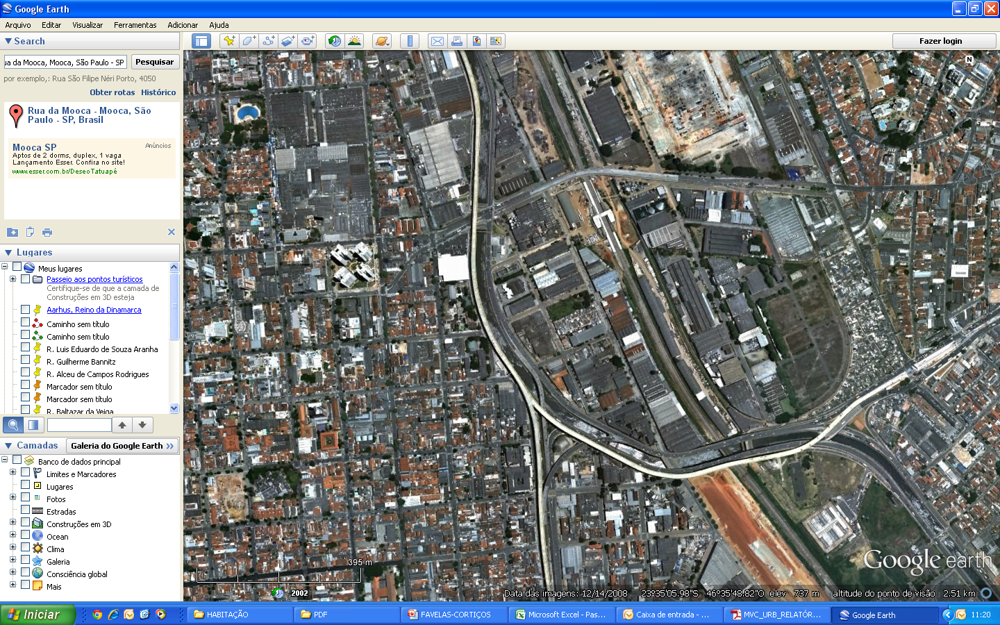 Google Earth
Arquivo Editar Visualizar Ferramentas Adicionar Ajuda
Search
Fazer login
ua da Mooca, Mooca, São Paulo - SP
Pesquisar
por exemplo,: Rua São Filipe Néri Porto, 4050
Obter rotas Histórico
Rua da Mooca - Mooca, São
Paulo - SP, Brasil
Mooca SP
Anúncios
Aptos de 2 dorms, duplex, 1 vaga
Lançamento Esser. Confira no site!
www.esser.com.br/DeseoTatuapé
Lugares
Meus lugares
Passeio aos pontos turísticos
Certifique-se de que a camada de
Construções em 3D esteja
Aarhus, Reino da Dinamarca
Caminho sem título
Caminho sem título
R. Luis Eduardo de Souza Aranha
R. Guilherme Bannitz
R. Alceu de Campos Rodrigues
Marcador sem título
Marcador sem título
R. Baltazar da Veiga
Camadas
Galeria do Google Earth >>
Banco de dados principal
Limites e Marcadores
Lugares
Fotos
Estradas
Construções em 3D
Ocean
Clima
Galeria
Consciência global
Mais
N
395 m
2002
Google earth
Data das imagens: 12/14/2008 23°35'05.98"S 46°35'48.82"O elev 737 m altitude do ponto de visão 2.51 km
Iniciar
HABITAÇÃO
PDF
FAVELAS-CORTIÇOS
Microsoft Excel - Pas...
Caixa de entrada - ...
MVC_URB_RELATÓR...
Google Earth
11:20